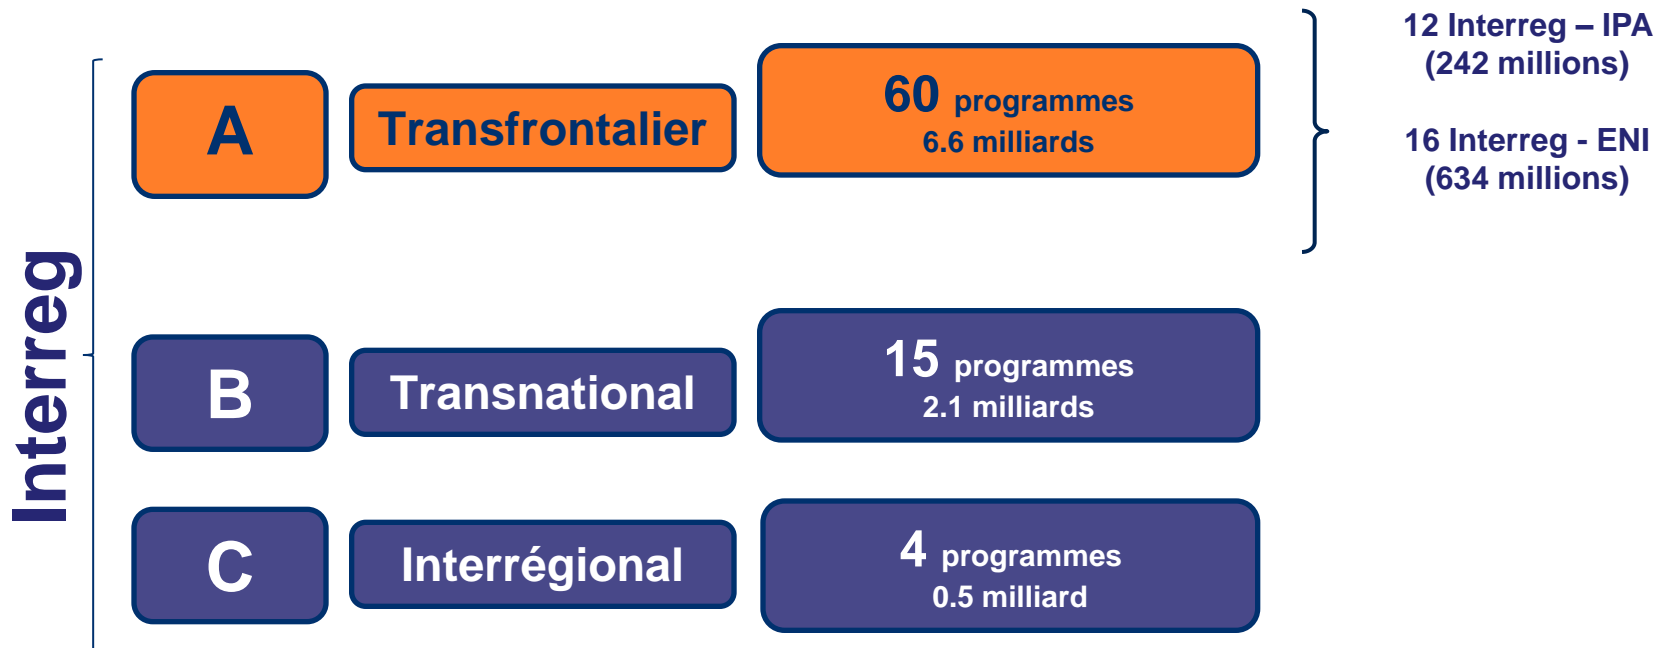 Interreg
A
Transfrontalier
60 programmes
6.6 milliards
12 Interreg – IPA
(242 millions)
16 Interreg - ENI
(634 millions)
B
Transnational
15 programmes
2.1 milliards
C
Interrégional
4 programmes
0.5 milliard